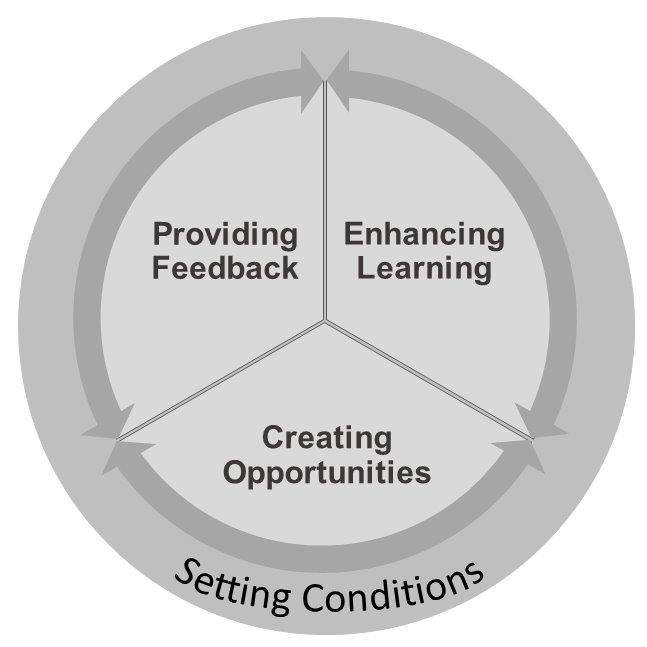 Providing
Feedback
Enhancing
Learning
Creating
Opportunities
Setting Conditions